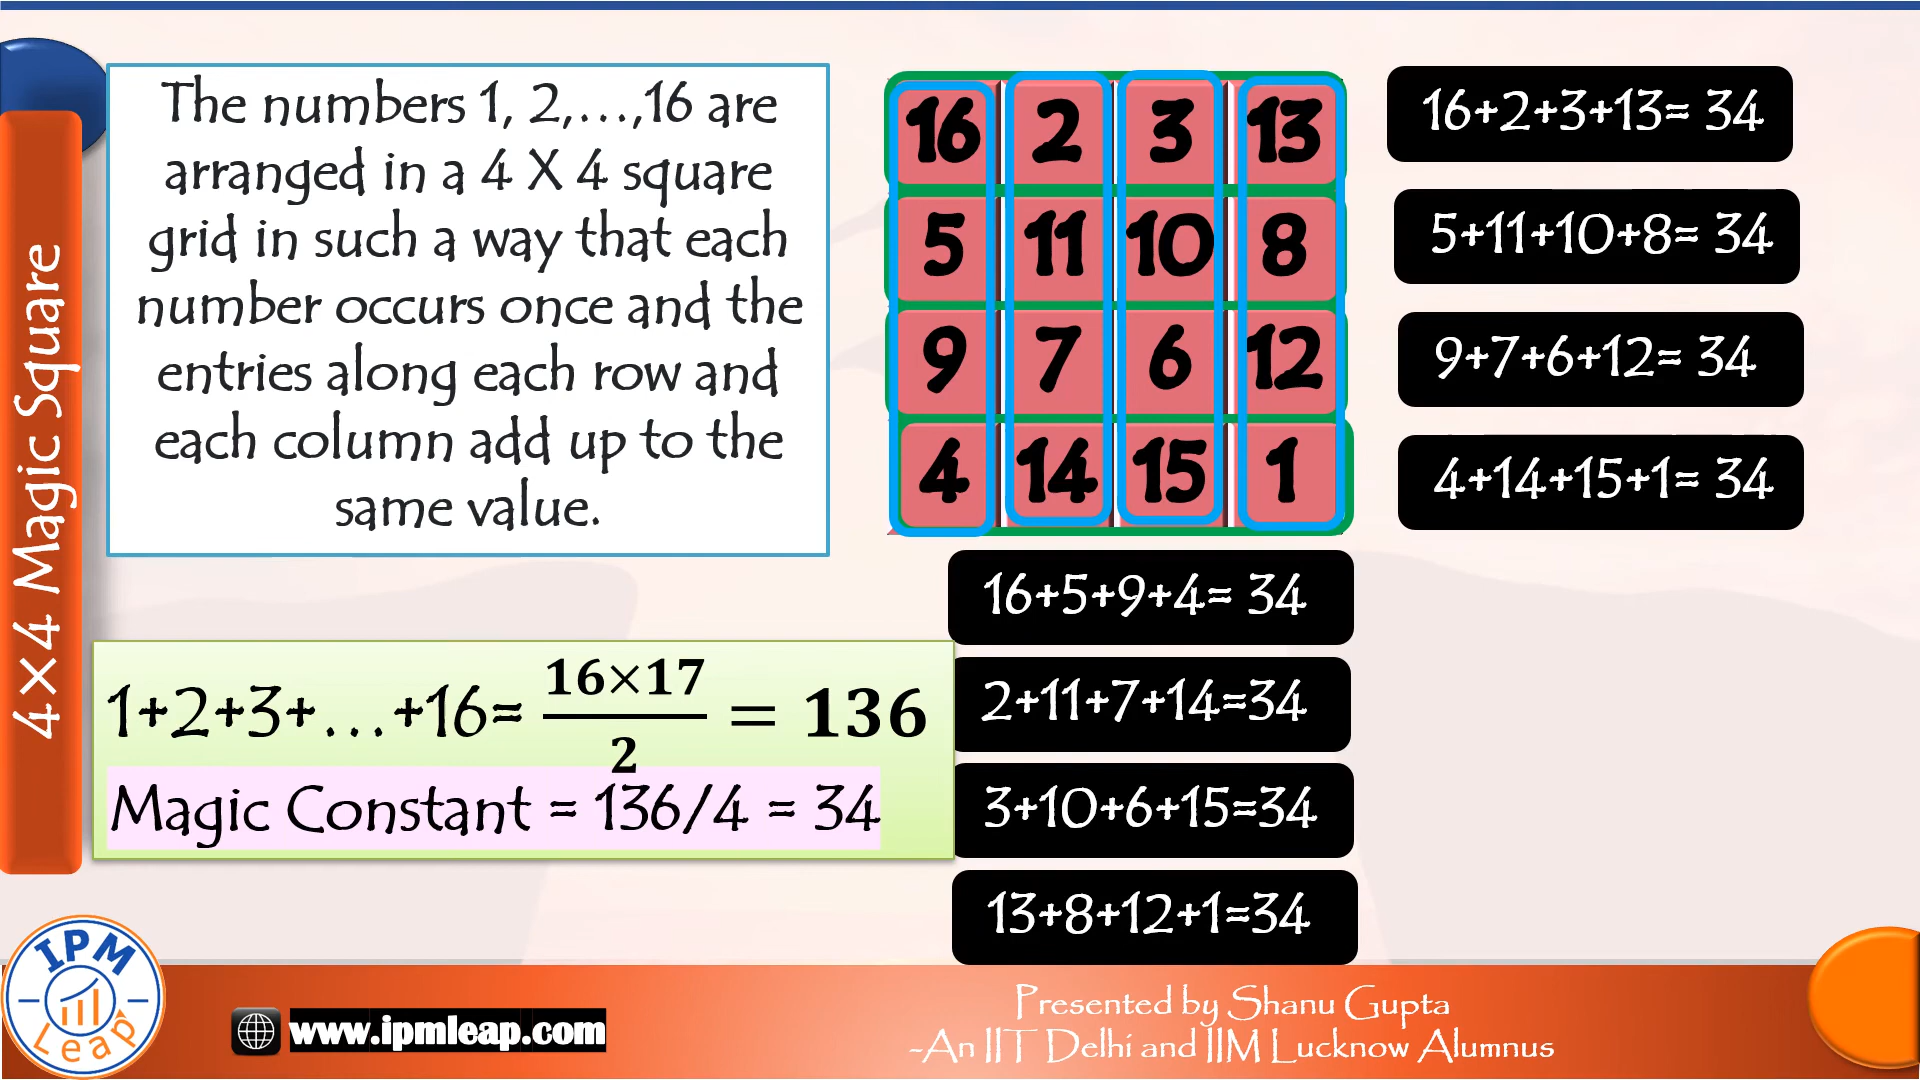 4×4 Magic Square
The numbers 1, 2,...,16 are
arranged in a 4 X 4 square
grid in such a way that each
number occurs once and the
entries along each row and
each column add up to the
same value.
16 2 3 13
5 11 10 8
9 7 6 12
4 14 15 1
16+2+3+13= 34
5+11+10+8= 34
9+7+6+12= 34
4+14+15+1= 34
16+5+9+4= 34
2+11+7+14=34
3+10+6+15=34
13+8+12+1=34
1+2+3+...+16= 16×17/2 = 136
Magic Constant = 136/4 = 34
IPM
Leap
www.ipmleap.com
Presented by Shanu Gupta
-An IIT Delhi and IIM Lucknow Alumnus